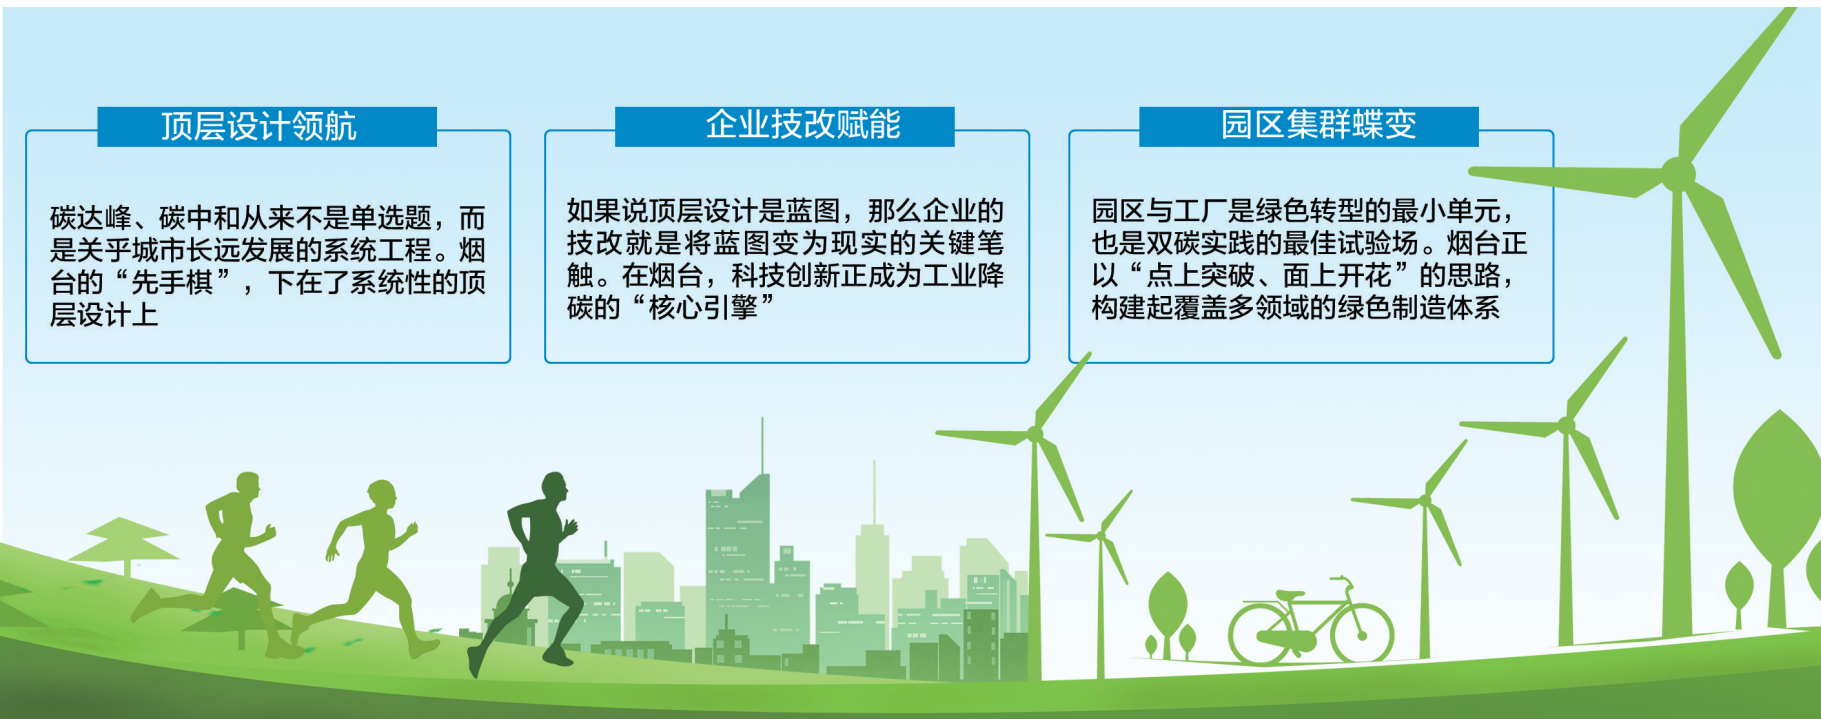 顶层设计领航
碳达峰、碳中和从来不是单选题，而
是关乎城市长远发展的系统工程。烟
台的“先手棋”，下在了系统性的顶
层设计上
企业技改赋能
如果说顶层设计是蓝图，那么企业的
技改就是将蓝图变为现实的关键笔
触。在烟台，科技创新正成为工业降
碳的“核心引擎”
园区集群蝶变
园区与工厂是绿色转型的最小单元，
也是双碳实践的最佳试验场。烟台正
以“点上突破、面上开花”的思路，
构建起覆盖多领域的绿色制造体系